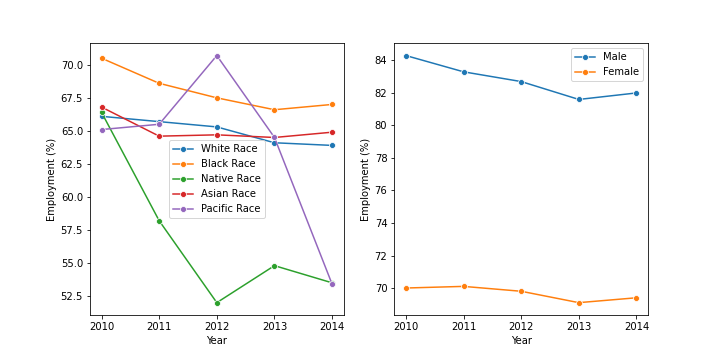 70.0
67.5
65.0
62.5
60.0
57.5
55.0
52.5
Employment (%)
2010 2011 2012 2013 2014
Year
White Race
Black Race
Native Race
Asian Race
Pacific Race
84
82
80
78
76
74
72
70
Employment (%)
2010 2011 2012 2013 2014
Year
Male
Female